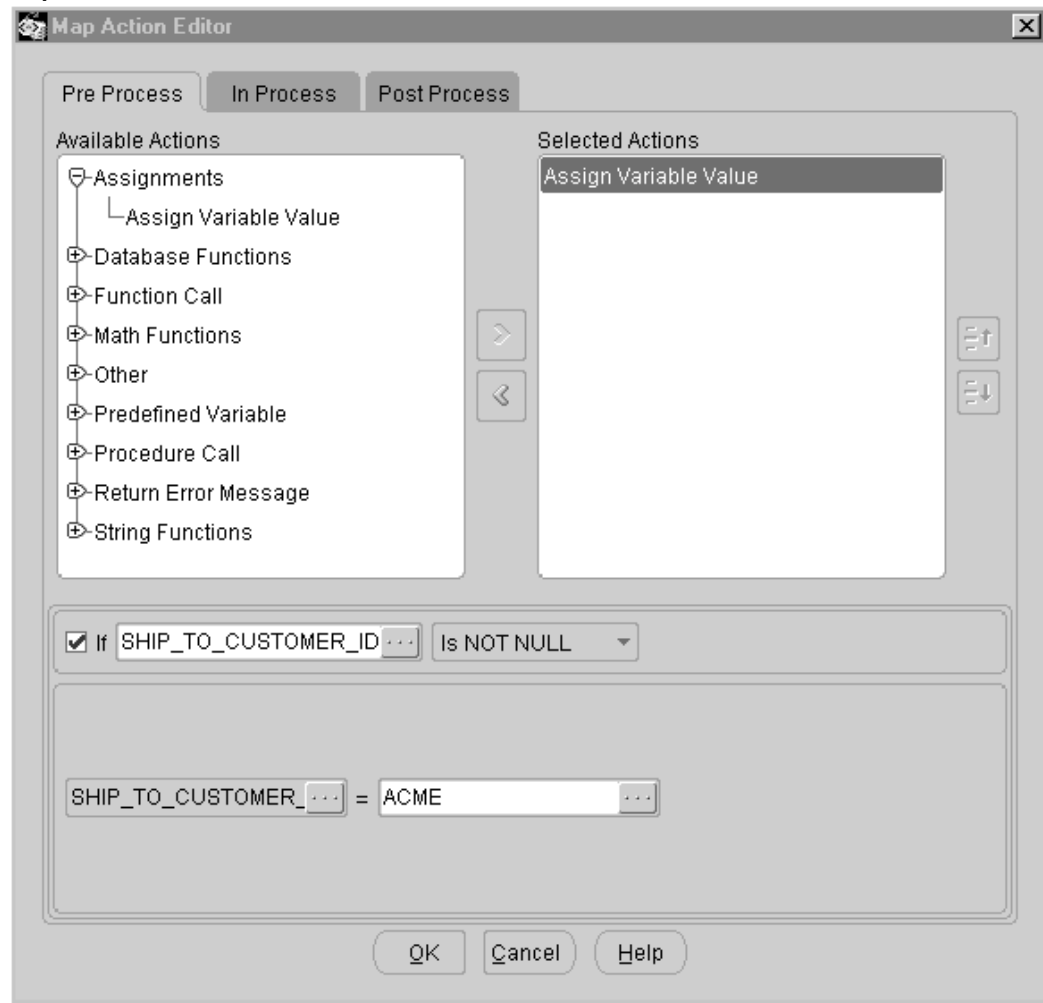 Map Action Editor
Pre Process In Process Post Process
Available Actions
Selected Actions
Assignments
Assign Variable Value
Database Functions
Function Call
Math Functions
Other
Predefined Variable
Procedure Call
Return Error Message
String Functions
Assign Variable Value
If SHIP_TO_CUSTOMER_ID ... Is NOT NULL
SHIP_TO_CUSTOMER_ ... = ACME ...
OK Cancel Help